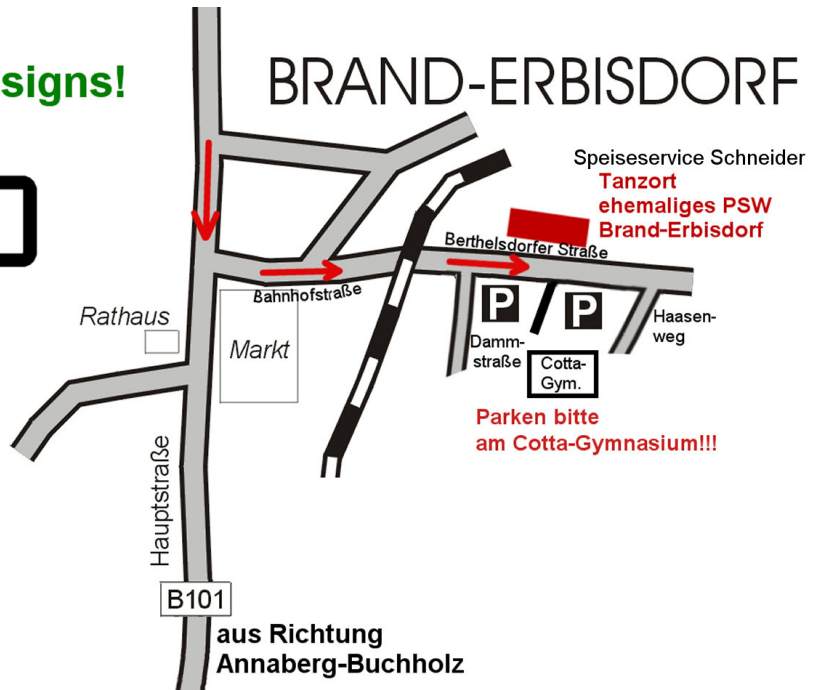 signs!
BRAND-ERBISDORF
Speiseservice Schneider
Tanzort
ehemaliges PSW
Brand-Erbisdorf
Berthelsdorfer Straße
Bahnhofstraße
Rathaus
Markt
P
P
Haasen-
weg
Damm-
straße
Cotta-
Gym.
Parken bitte
am Cotta-Gymnasium!!!
Hauptstraße
B101
aus Richtung
Annaberg-Buchholz